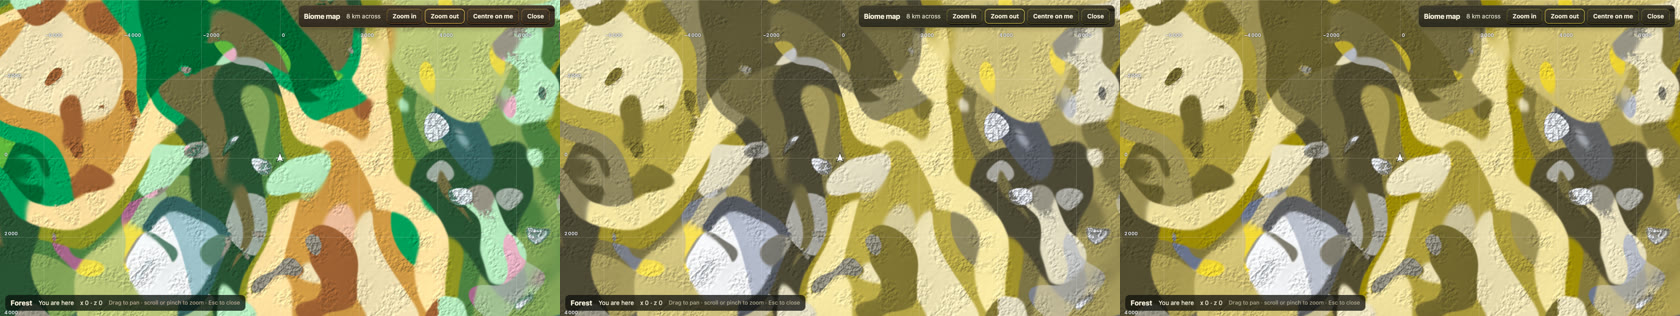 Biome map 8 km across Zoom in Zoom out Centre on me Close
-4000 -2000 0
2000
Forest You are here x 0 · z 0 Drag to pan · scroll or pinch to zoom · Esc to close
4000
Biome map 8 km across Zoom in Zoom out Centre on me Close
-4000 -2000 0
2000
Forest You are here x 0 · z 0 Drag to pan · scroll or pinch to zoom · Esc to close
4000
Biome map 8 km across Zoom in Zoom out Centre on me Close
-4000 -2000 0
2000
Forest You are here x 0 · z 0 Drag to pan · scroll or pinch to zoom · Esc to close
4000